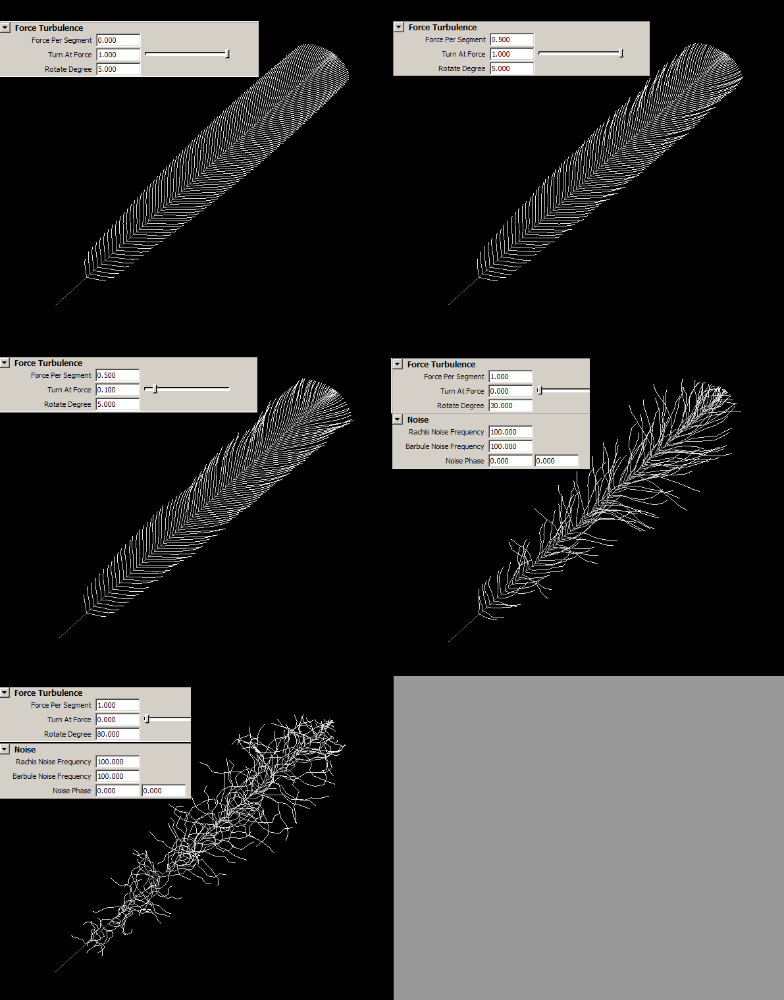 Force Turbulence
Force Per Segment 0.000
Turn At Force 1.000
Rotate Degree 5.000
Force Turbulence
Force Per Segment 0.500
Turn At Force 1.000
Rotate Degree 5.000
Force Turbulence
Force Per Segment 0.500
Turn At Force 0.100
Rotate Degree 5.000
Force Turbulence
Force Per Segment 1.000
Turn At Force 0.000
Rotate Degree 30.000
Noise
Rachis Noise Frequency 100.000
Barbule Noise Frequency 100.000
Noise Phase 0.000 0.000
Force Turbulence
Force Per Segment 1.000
Turn At Force 0.000
Rotate Degree 80.000
Noise
Rachis Noise Frequency 100.000
Barbule Noise Frequency 100.000
Noise Phase 0.000 0.000